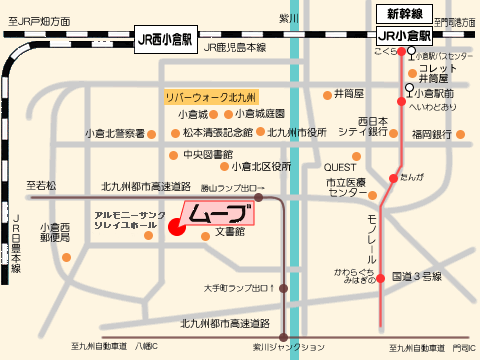 至JR戸畑方面
紫川
新幹線
至門司港方面
JR西小倉駅
JR小倉駅
JR鹿児島本線
こくら
小倉駅バスセンター
コレット
井筒屋
リバーウォーク北九州
井筒屋
小倉駅前
へいわどおり
小倉城
小倉城庭園
西日本
シティ銀行
福岡銀行
小倉北警察署
松本清張記念館
北九州市役所
中央図書館
小倉北区役所
QUEST
市立医療
センター
たんが
至若松
北九州都市高速道路
勝山ランプ出口→
アルモニーサンク
ソレイユホール
ムーブ
モノレール
JR日豊本線
小倉西
郵便局
文書館
かわらぐち
みはぎの
国道３号線
大手町ランプ出口↑
北九州都市高速道路
至北九州自動車道 八幡IC
紫川ジャンクション
至北九州自動車道 門司IC